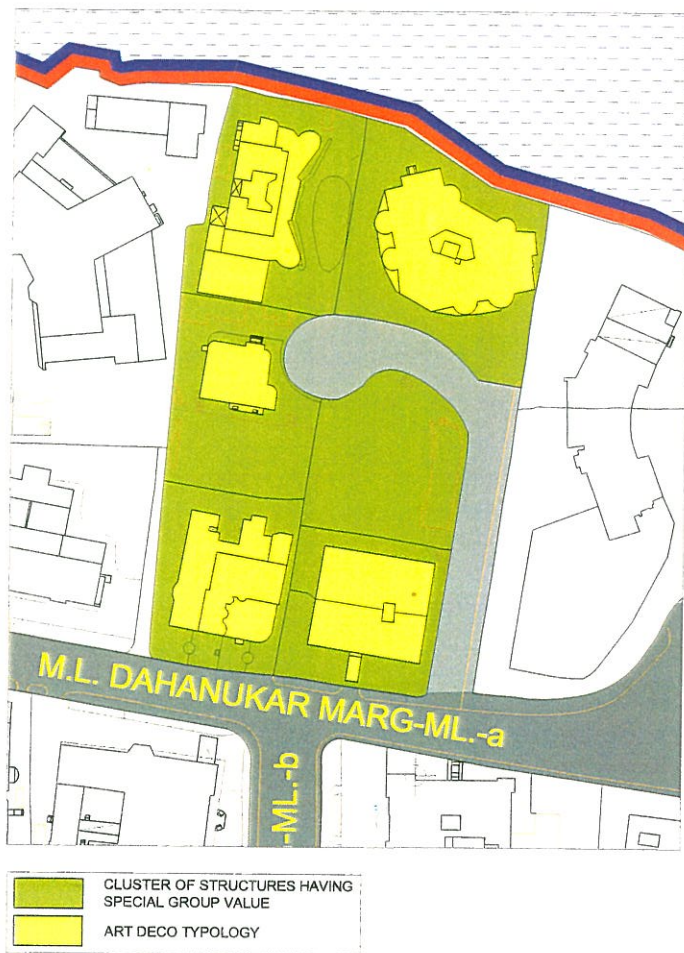 M.L. DAHANUKAR MARG-ML.-a
-ML.-b
CLUSTER OF STRUCTURES HAVING
SPECIAL GROUP VALUE
ART DECO TYPOLOGY